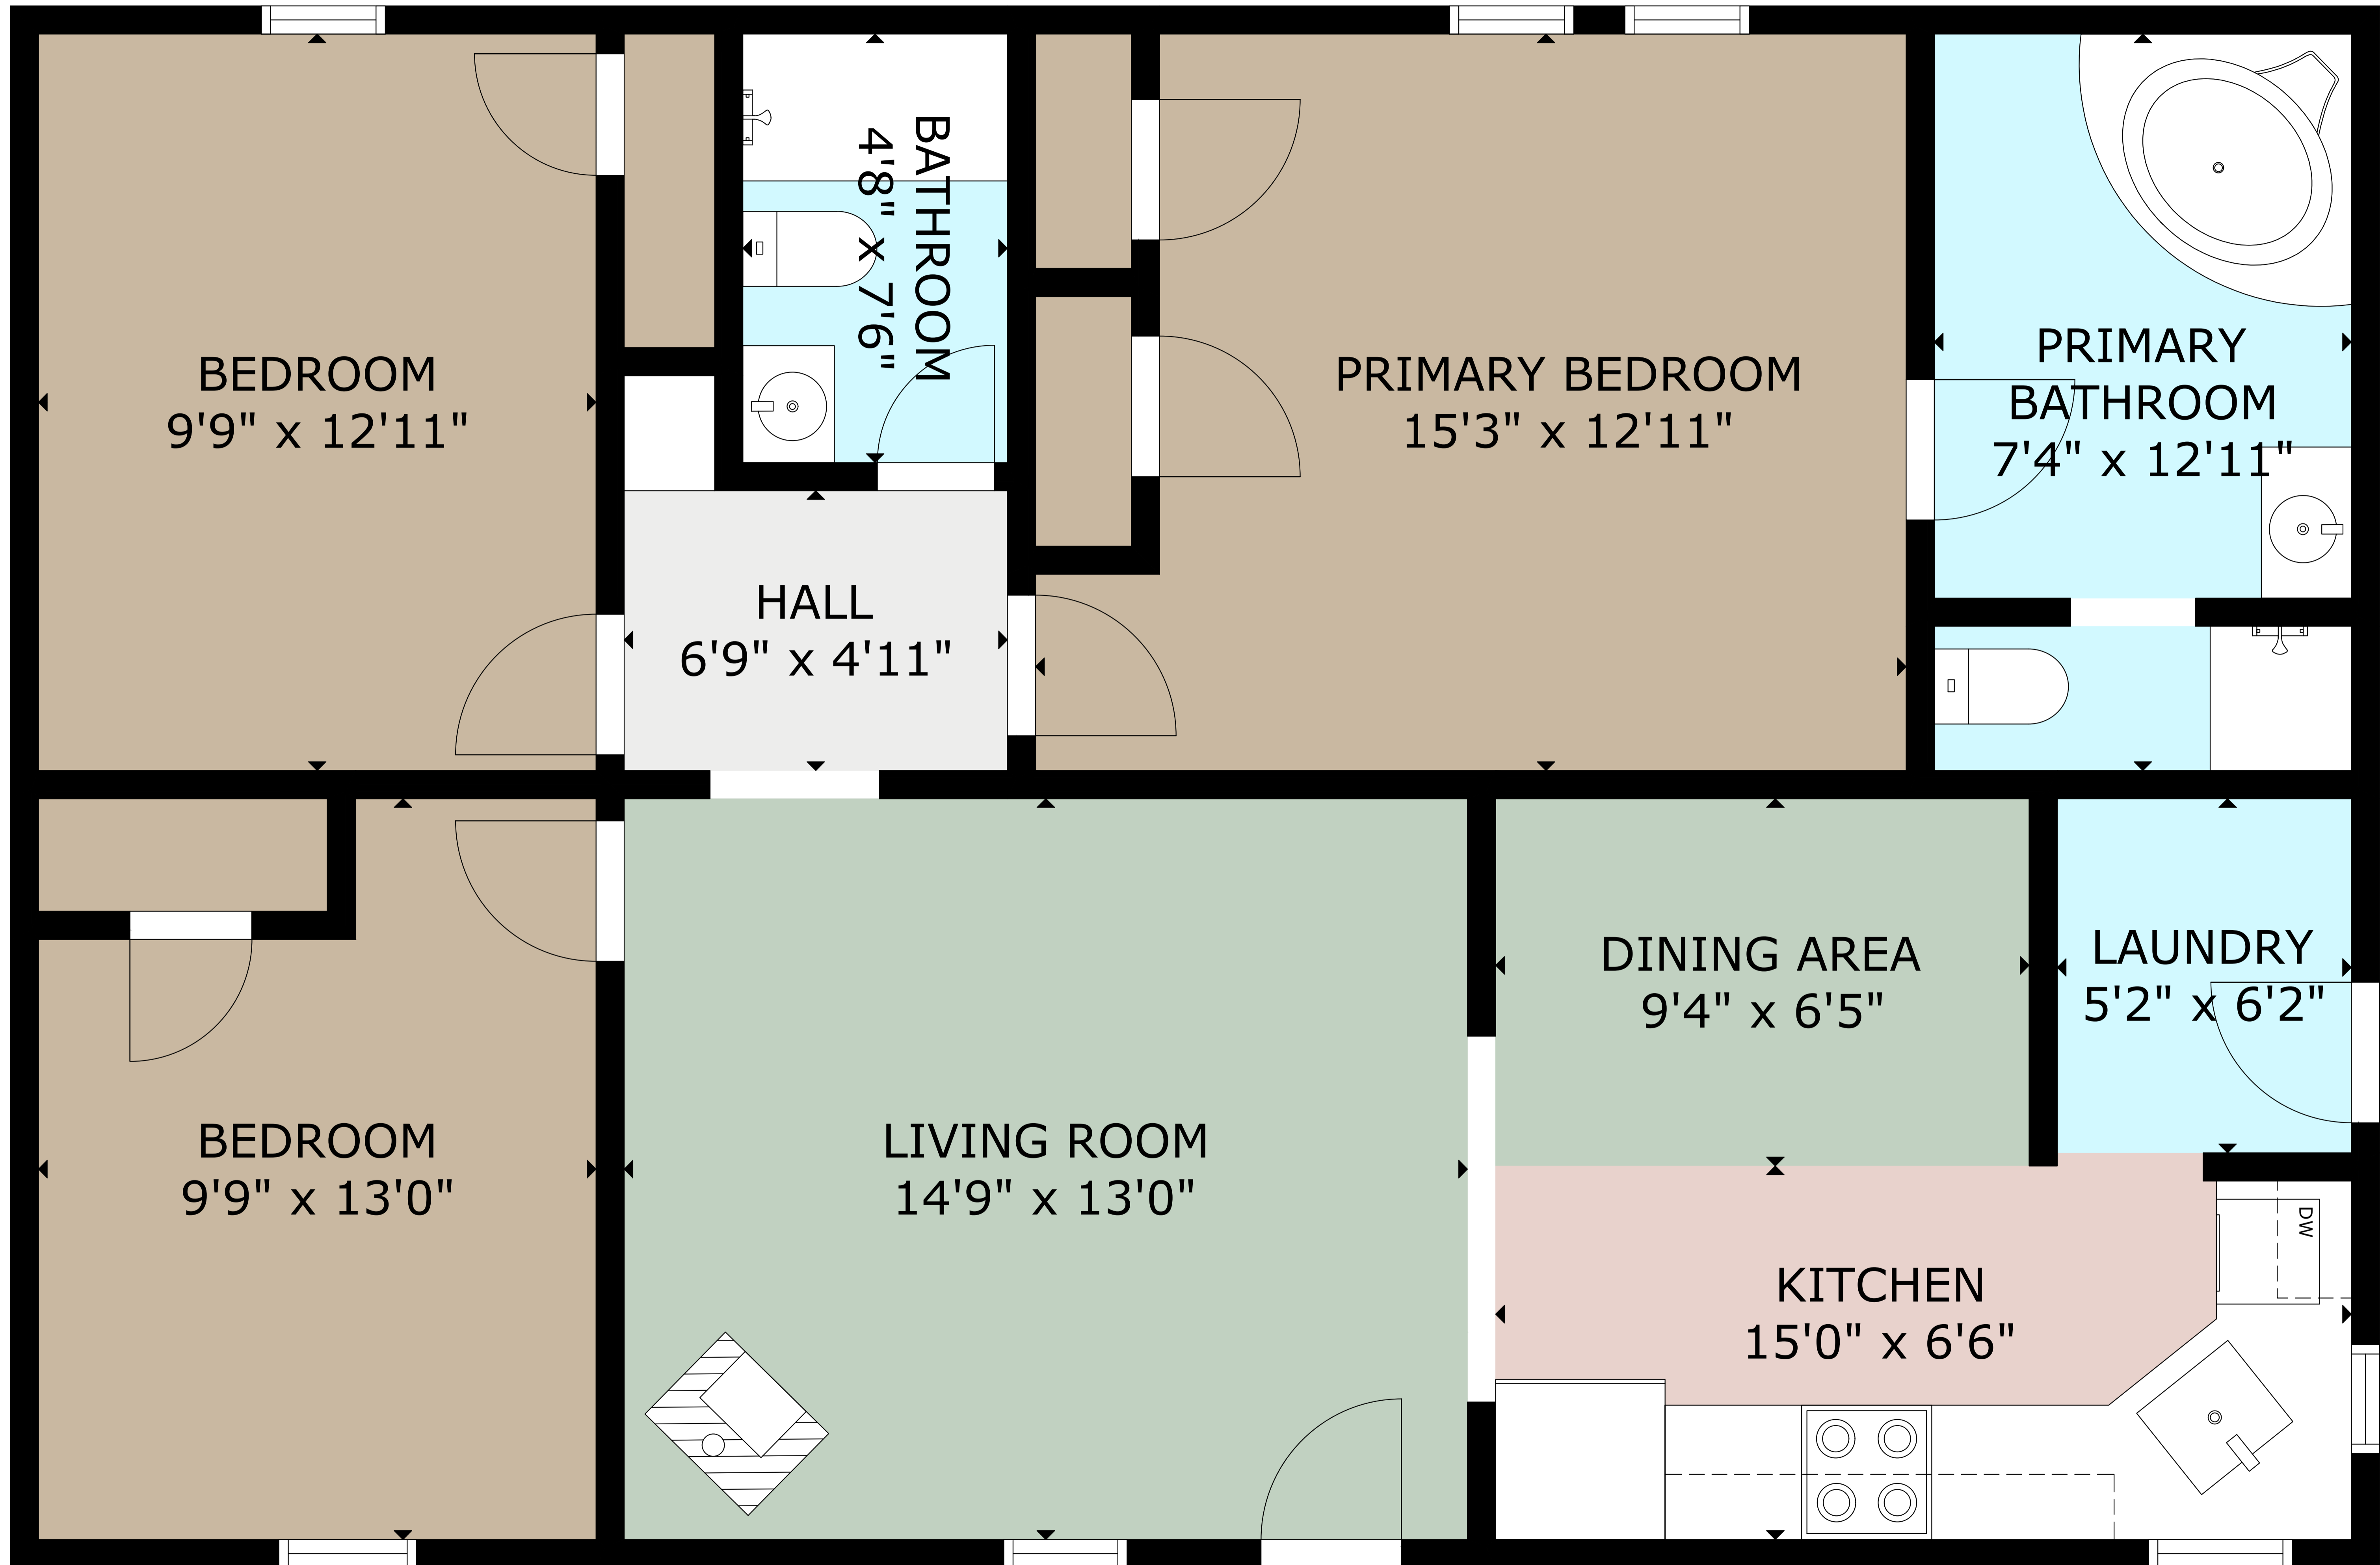 BEDROOM
9'9" x 12'11"
BATHROOM
4'8" x 7'6"
PRIMARY BEDROOM
15'3" x 12'11"
PRIMARY
BATHROOM
7'4" x 12'11"
HALL
6'9" x 4'11"
BEDROOM
9'9" x 13'0"
LIVING ROOM
14'9" x 13'0"
DINING AREA
9'4" x 6'5"
LAUNDRY
5'2" x 6'2"
KITCHEN
15'0" x 6'6"
DW